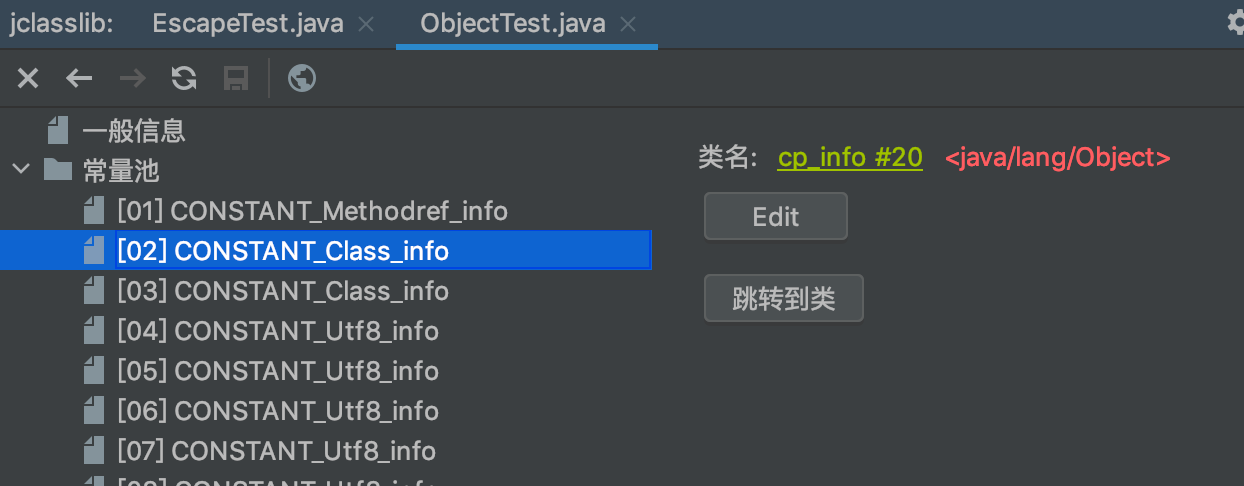 jclasslib: EscapeTest.java ObjectTest.java
一般信息
常量池
[01] CONSTANT_Methodref_info
[02] CONSTANT_Class_info
[03] CONSTANT_Class_info
[04] CONSTANT_Utf8_info
[05] CONSTANT_Utf8_info
[06] CONSTANT_Utf8_info
[07] CONSTANT_Utf8_info
类名: cp_info #20 <java/lang/Object>
Edit
跳转到类